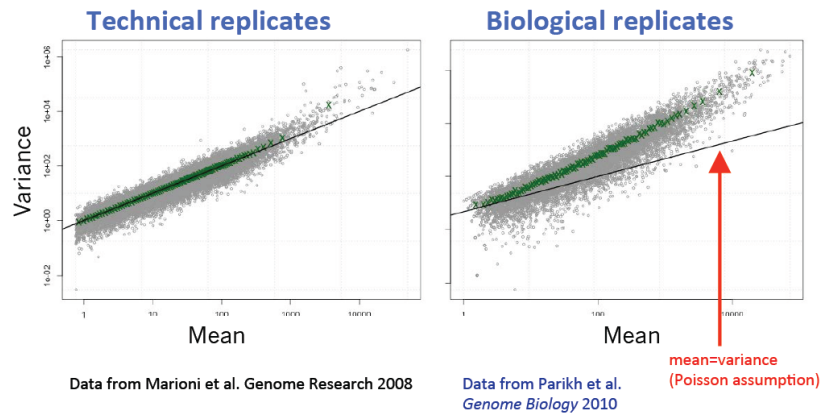 Technical replicates
Biological replicates
Variance
1e+06
1e+04
1e+02
1e+00
1e-02
1
10
100
1000
10000
1
100
10000
Mean
Mean
mean=variance
(Poisson assumption)
Data from Marioni et al. Genome Research 2008
Data from Parikh et al.
Genome Biology 2010